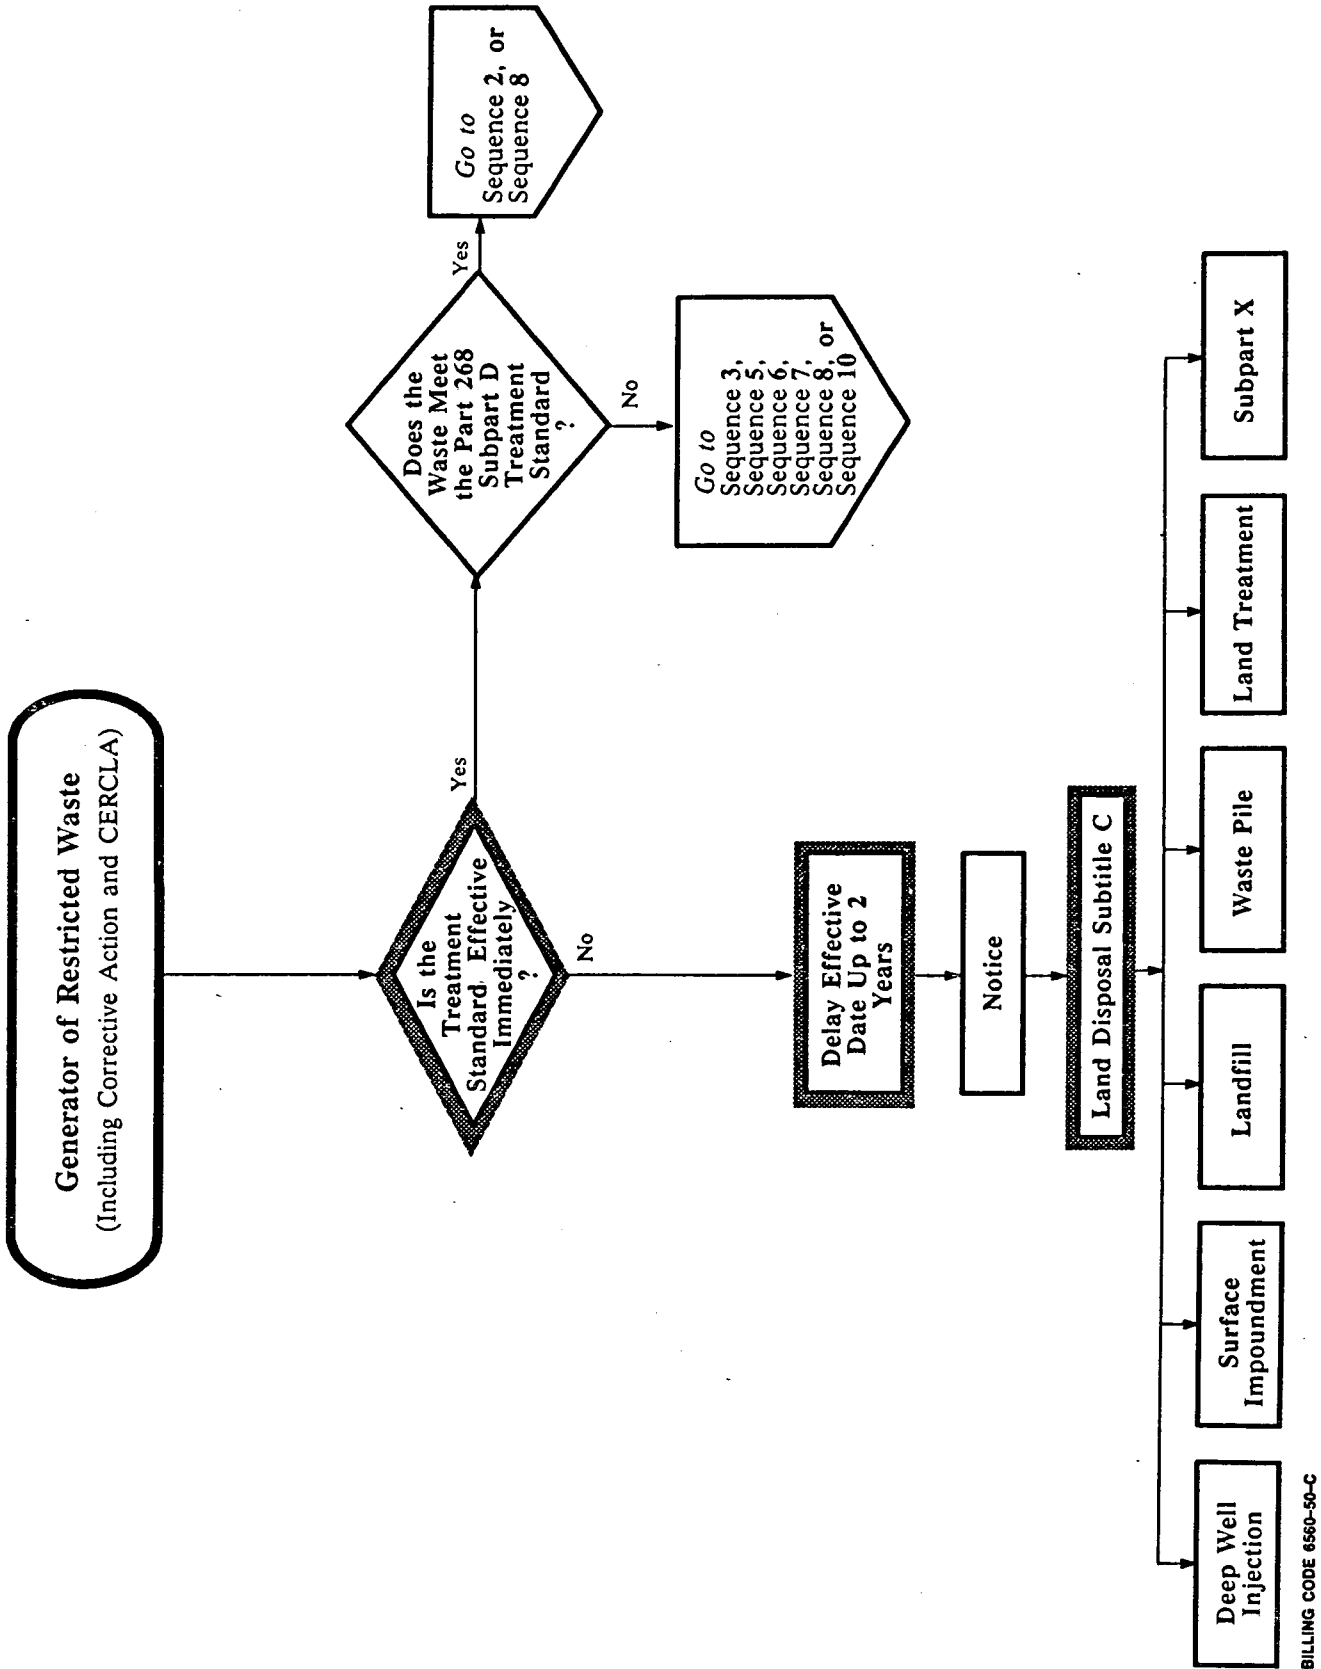 Generator of Restricted Waste
(Including Corrective Action and CERCLA)
Is the
Treatment
Standard Effective
Immediately
?
Yes
No
Does the
Waste Meet
the Part 268
Subpart D
Treatment
Standard
?
Yes
Go to
Sequence 2, or
Sequence 8
No
Go to
Sequence 3,
Sequence 5,
Sequence 6,
Sequence 7,
Sequence 8, or
Sequence 10
Delay Effective
Date Up to 2
Years
Notice
Land Disposal Subtitle C
Deep Well
Injection
Surface
Impoundment
Landfill
Waste Pile
Land Treatment
Subpart X
BILLING CODE 6560-50-C